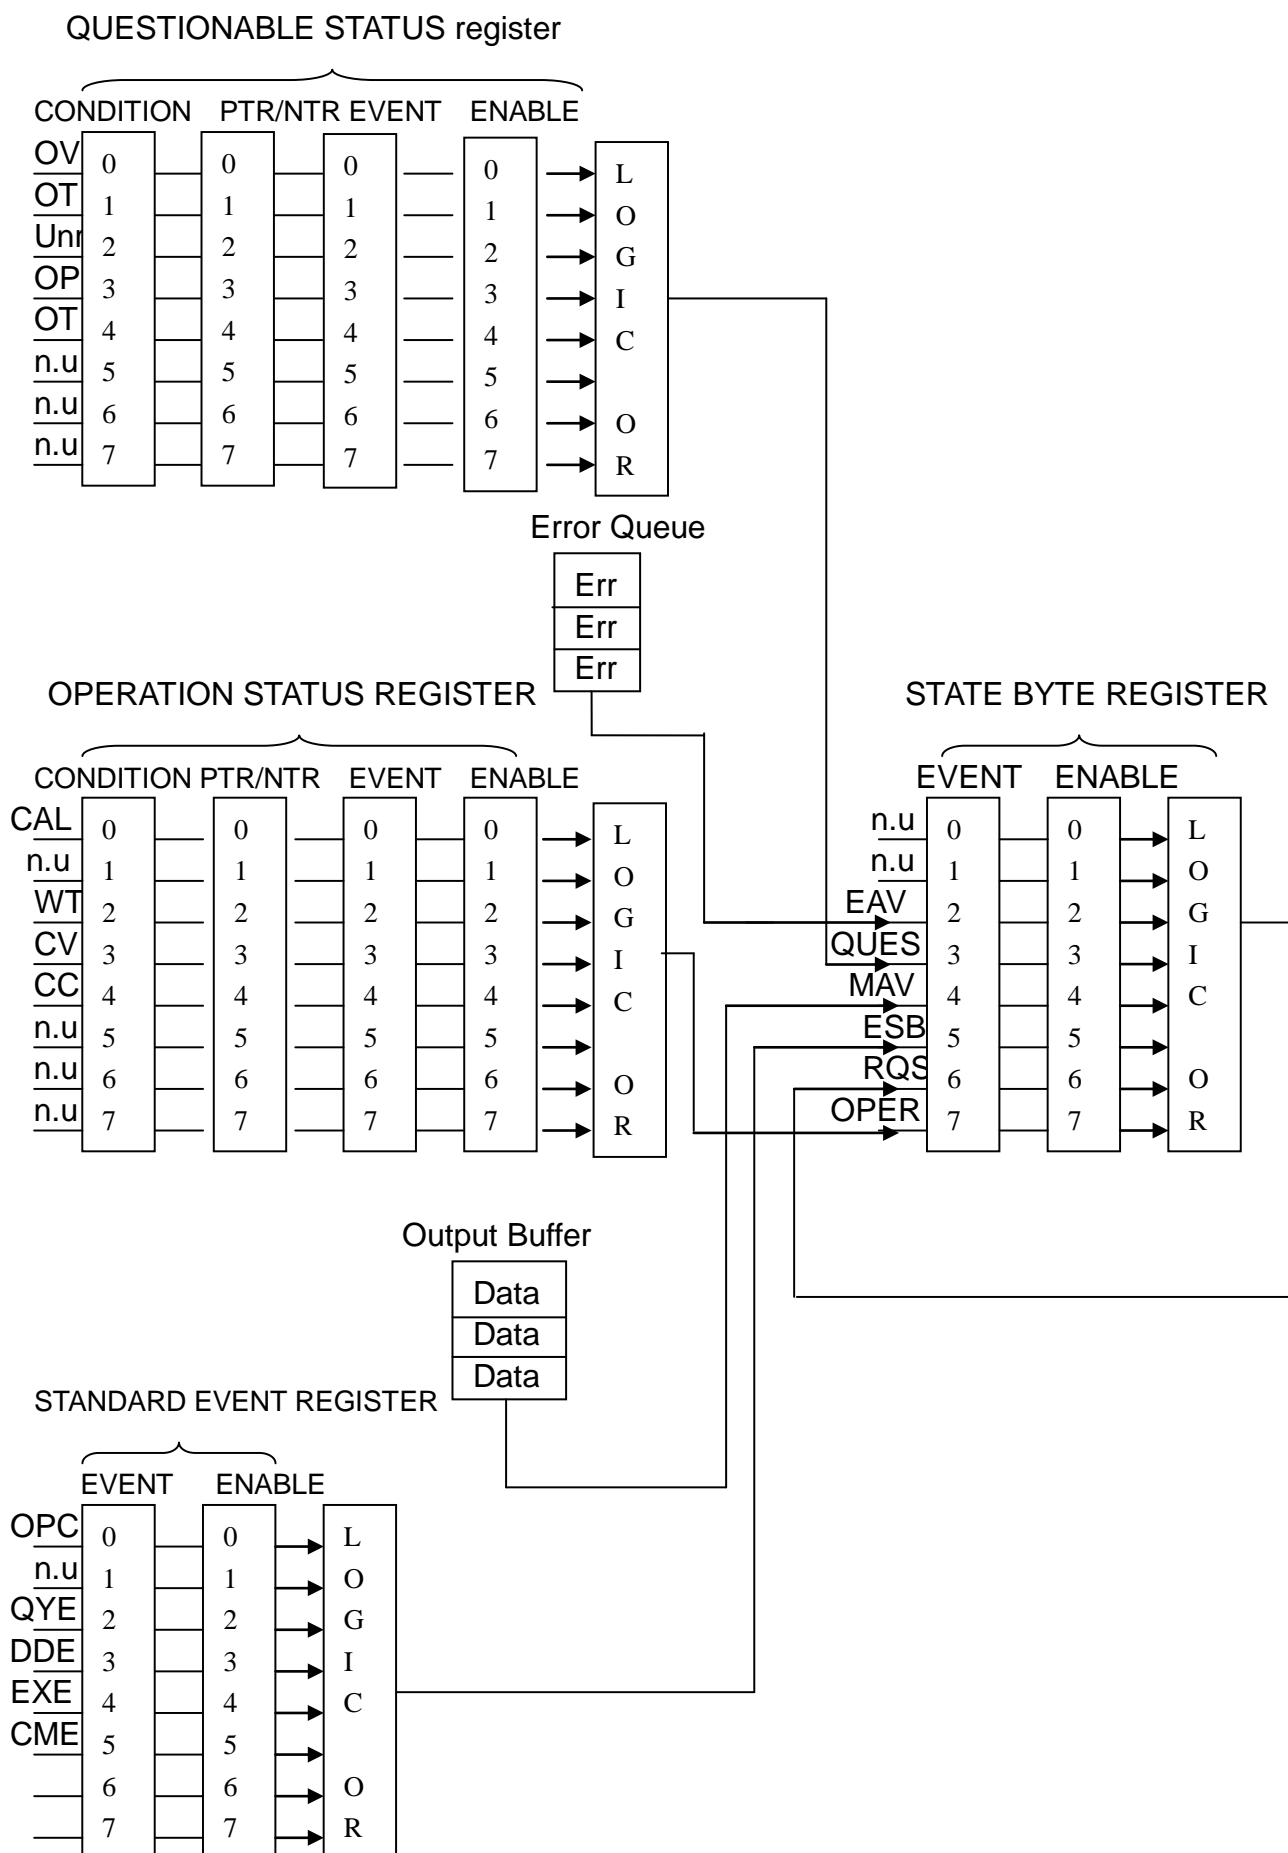 QUESTIONABLE STATUS register
CONDITION PTR/NTR EVENT ENABLE
OV 0 0 0 0 L
OT 1 1 1 1 O
Unr 2 2 2 2 G
OP 3 3 3 3 I
OT 4 4 4 4 C
n.u 5 5 5 5
n.u 6 6 6 6 O
n.u 7 7 7 7 R
Error Queue
Err
Err
Err
OPERATION STATUS REGISTER
CONDITION PTR/NTR EVENT ENABLE
CAL 0 0 0 0 L
n.u 1 1 1 1 O
WT 2 2 2 2 G
CV 3 3 3 3 I
CC 4 4 4 4 C
n.u 5 5 5 5
n.u 6 6 6 6 O
n.u 7 7 7 7 R
STATE BYTE REGISTER
EVENT ENABLE
n.u 0 0 L
n.u 1 1 O
EAV 2 2 G
QUES 3 3 I
MAV 4 4 C
ESB 5 5
RQS 6 6 O
OPER 7 7 R
Output Buffer
Data
Data
Data
STANDARD EVENT REGISTER
EVENT ENABLE
OPC 0 0 L
n.u 1 1 O
QYE 2 2 G
DDE 3 3 I
EXE 4 4 C
CME 5 5
6 6 O
7 7 R